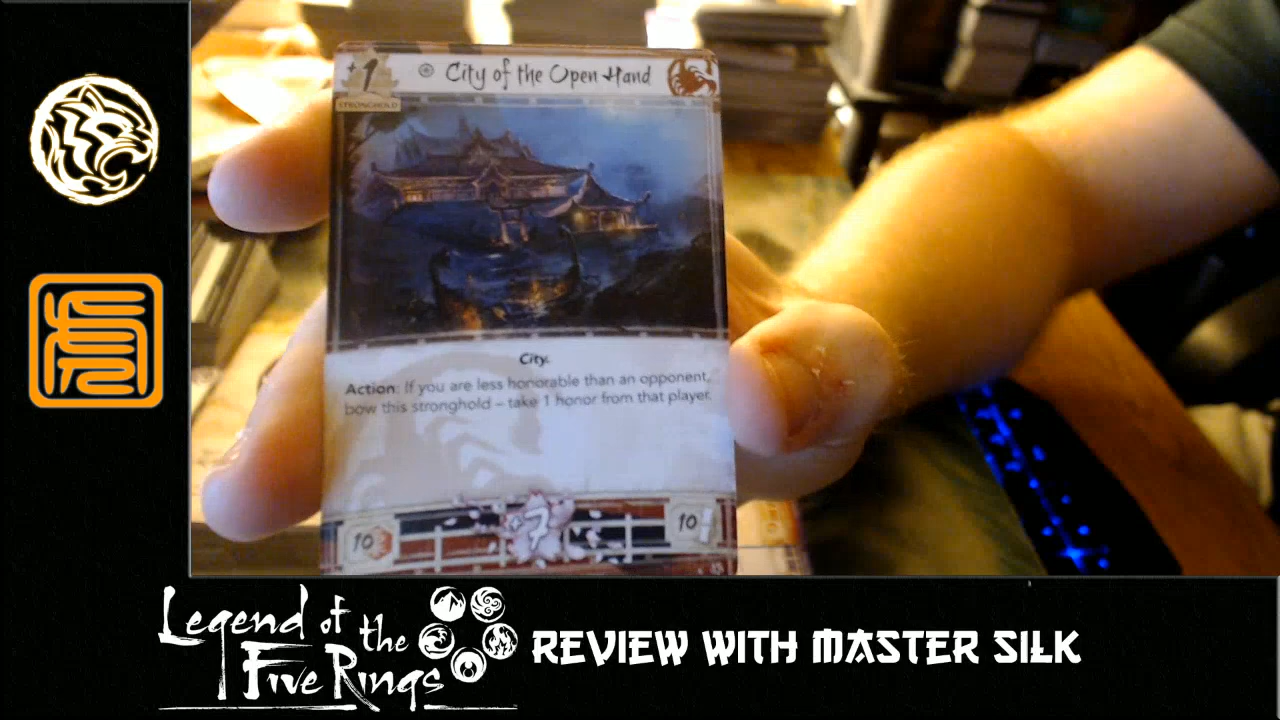 +1
STRONGHOLD
City of the Open Hand
City.
Action: If you are less honorable than an opponent,
bow this stronghold – take 1 honor from that player.
10
+7
10
Legend of
the
Five Rings
REVIEW WITH MASTER SILK